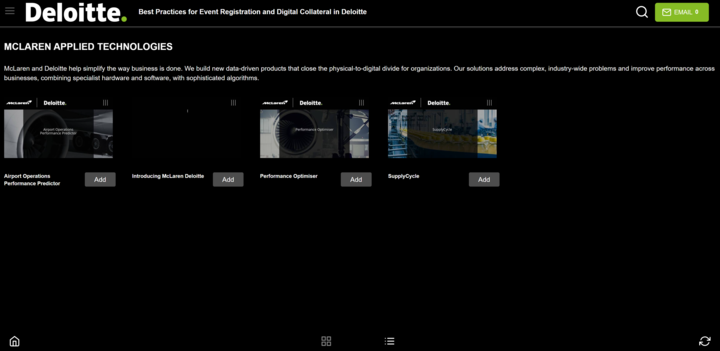 Deloitte.
Best Practices for Event Registration and Digital Collateral in Deloitte
EMAIL 0
MCLAREN APPLIED TECHNOLOGIES
McLaren and Deloitte help simplify the way business is done. We build new data-driven products that close the physical-to-digital divide for organizations. Our solutions address complex, industry-wide problems and improve performance across
businesses, combining specialist hardware and software, with sophisticated algorithms.
McLaren Deloitte.
Airport Operations
Performance Predictor
McLaren Deloitte.
McLaren Deloitte.
Performance Optimiser
McLaren Deloitte.
SupplyCycle
Airport Operations
Performance Predictor
Add
Introducing McLaren Deloitte
Add
Performance Optimiser
Add
SupplyCycle
Add